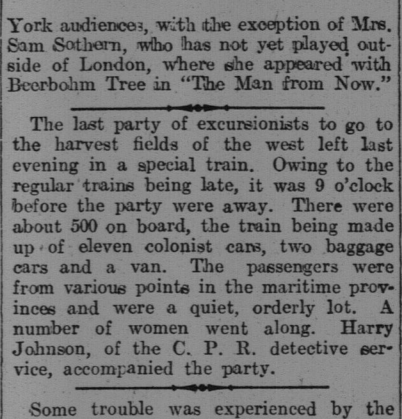 York audiences, with the exception of Mrs.
Sam Sothern, who has not yet played out-
side of London, where she appeared with
Beerbohm Tree in "The Man from Now."
The last party of excursionists to go to
the harvest fields of the west left last
evening in a special train. Owing to the
regular trains being late, it was 9 o'clock
before the party were away. There were
about 500 on board, the train being made
up of eleven colonist cars, two baggage
cars and a van. The passengers were
from various points in the maritime prov-
inces and were a quiet, orderly lot. A
number of women went along. Harry
Johnson, of the C. P. R. detective ser-
vice, accompanied the party.
Some trouble was experienced by the